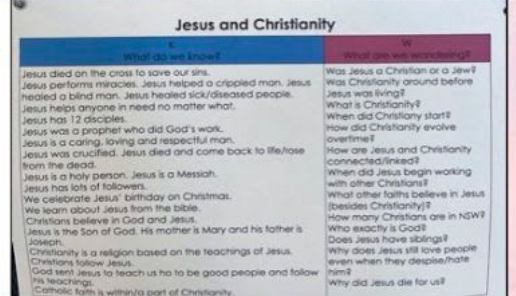 Jesus and Christianity
K
What do we know?
Jesus died on the cross to save our sins.
Jesus performs miracles. Jesus helped a crippled man. Jesus
healed a blind man. Jesus healed sick/diseased people.
Jesus helps anyone in need no matter what.
Jesus has 12 disciples.
Jesus was a prophet who did God's work.
Jesus is a caring, loving and respectful man.
Jesus was crucified. Jesus died and come back to life/rose
from the dead.
Jesus is a holy person. Jesus is a Messiah.
Jesus has lots of followers.
We celebrate Jesus' birthday on Christmas.
We learn about Jesus from the bible.
Christians believe in God and Jesus.
Jesus is the Son of God. His mother is Mary and his father is
Joseph.
Christianity is a religion based on the teachings of Jesus.
Christians follow Jesus.
God sent Jesus to teach us ho to be good people and follow
his teachings.
Catholic faith is within/a part of Christianity.
W
What are we wondering?
Was Jesus a Christian or a Jew?
Was Christianity around before
Jesus was living?
What is Christianity?
When did Christiany start?
How did Christianity evolve
overtime?
How are Jesus and Christianity
connected/linked?
When did Jesus begin working
with other Christians?
What other faiths believe in Jesus
(besides Christianity)?
How many Christians are in NSW?
Who exactly is God?
Does Jesus have siblings?
Why does Jesus still love people
even when they despise/hate
him?
Why did Jesus die for us?